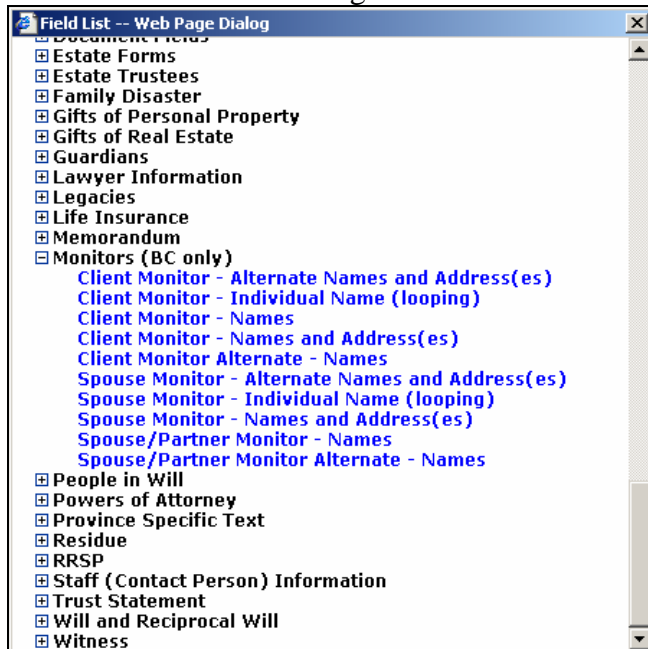 Field List -- Web Page Dialog
Document Fields
Estate Forms
Estate Trustees
Family Disaster
Gifts of Personal Property
Gifts of Real Estate
Guardians
Lawyer Information
Legacies
Life Insurance
Memorandum
Monitors (BC only)
Client Monitor - Alternate Names and Address(es)
Client Monitor - Individual Name (looping)
Client Monitor - Names
Client Monitor - Names and Address(es)
Client Monitor Alternate - Names
Spouse Monitor - Alternate Names and Address(es)
Spouse Monitor - Individual Name (looping)
Spouse Monitor - Names and Address(es)
Spouse/Partner Monitor - Names
Spouse/Partner Monitor Alternate - Names
People in Will
Powers of Attorney
Province Specific Text
Residue
RRSP
Staff (Contact Person) Information
Trust Statement
Will and Reciprocal Will
Witness